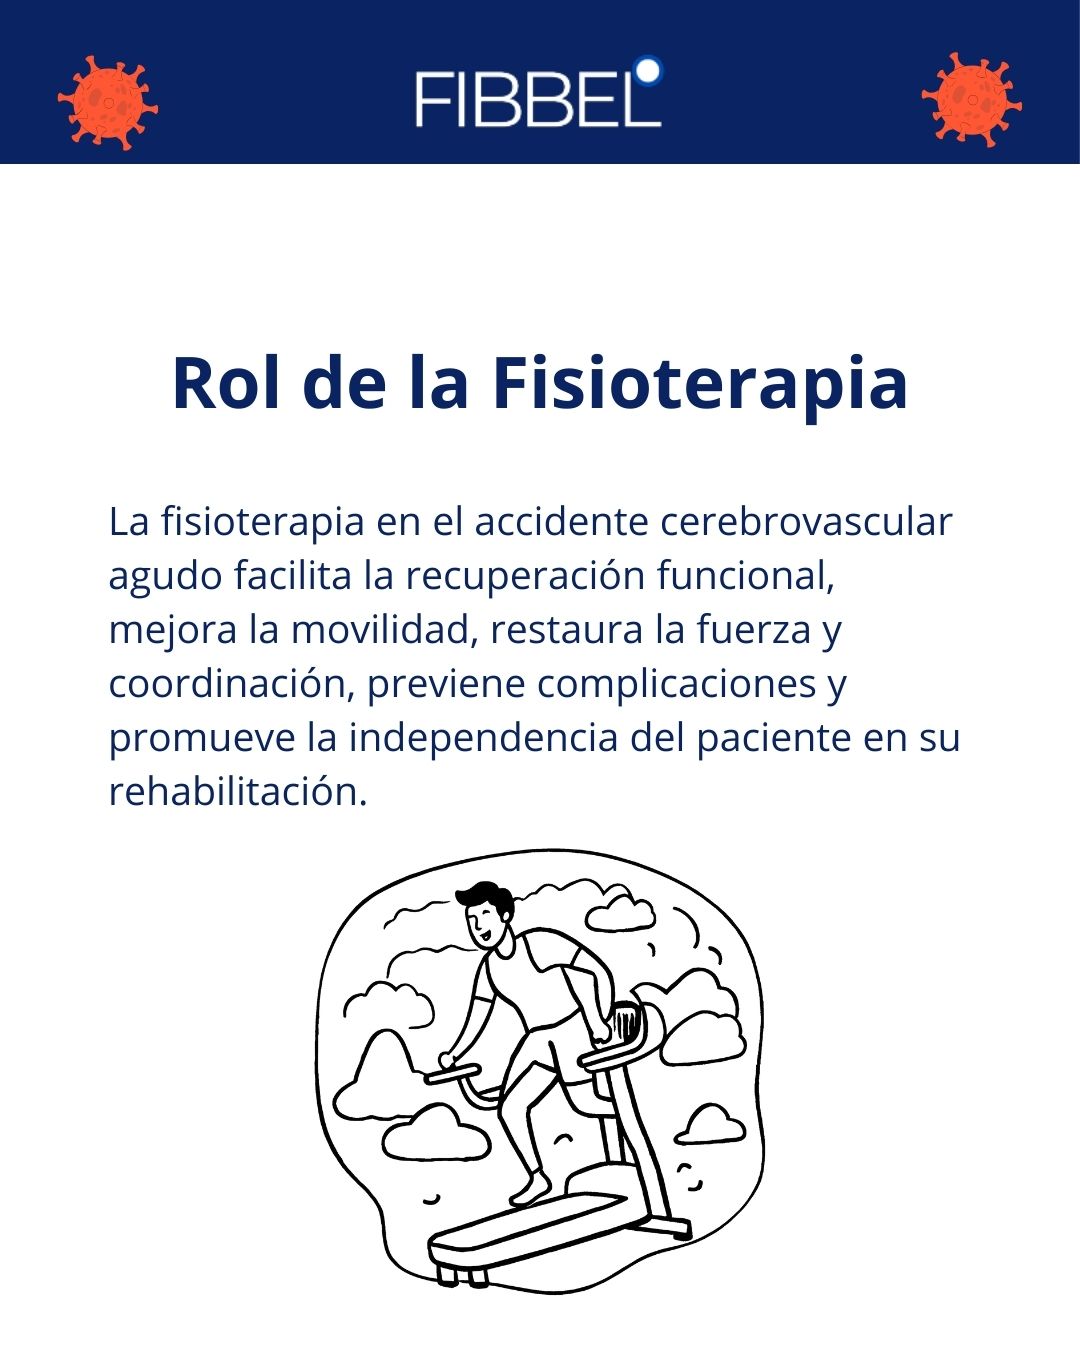 FIBBEL
Rol de la Fisioterapia
La fisioterapia en el accidente cerebrovascular
agudo facilita la recuperación funcional,
mejora la movilidad, restaura la fuerza y
coordinación, previene complicaciones y
promueve la independencia del paciente en su
rehabilitación.